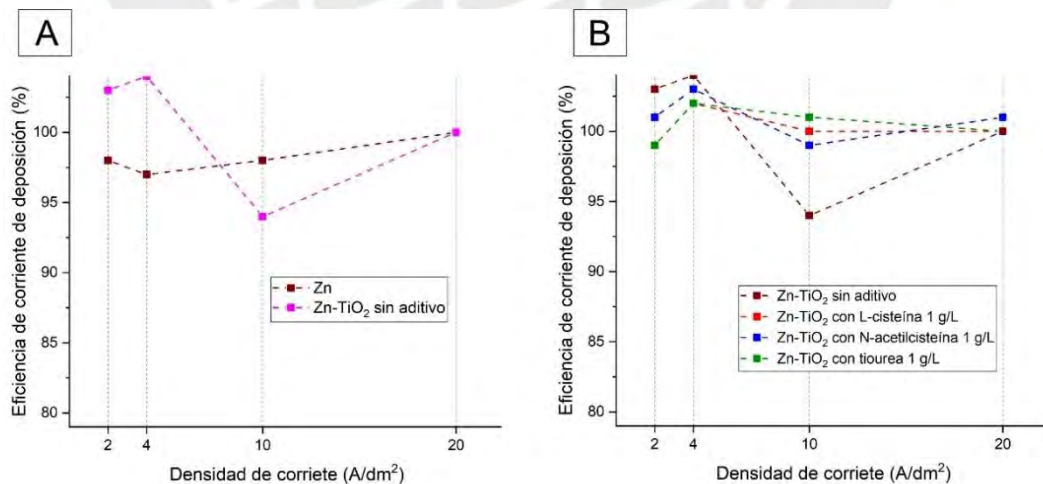 A
Eficiencia de corriente de deposición (%)
100
95
90
85
80
2
4
10
20
Densidad de corriete (A/dm²)
Zn
Zn-TiO₂ sin aditivo
B
Eficiencia de corriente de deposición (%)
100
95
90
85
80
2
4
10
20
Densidad de corriete (A/dm²)
Zn-TiO₂ sin aditivo
Zn-TiO₂ con L-cisteína 1 g/L
Zn-TiO₂ con N-acetilcisteína 1 g/L
Zn-TiO₂ con tiourea 1 g/L